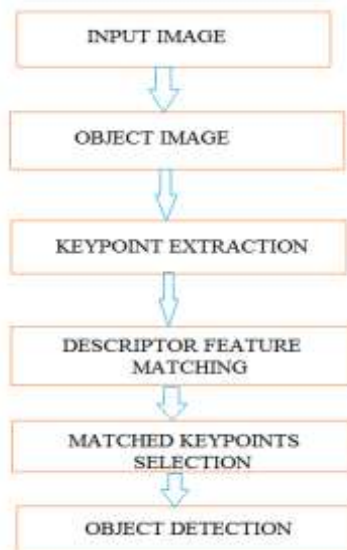 INPUT IMAGE
OBJECT IMAGE
KEYPOINT EXTRACTION
DESCRIPTOR FEATURE
MATCHING
MATCHED KEYPOINTS
SELECTION
OBJECT DETECTION